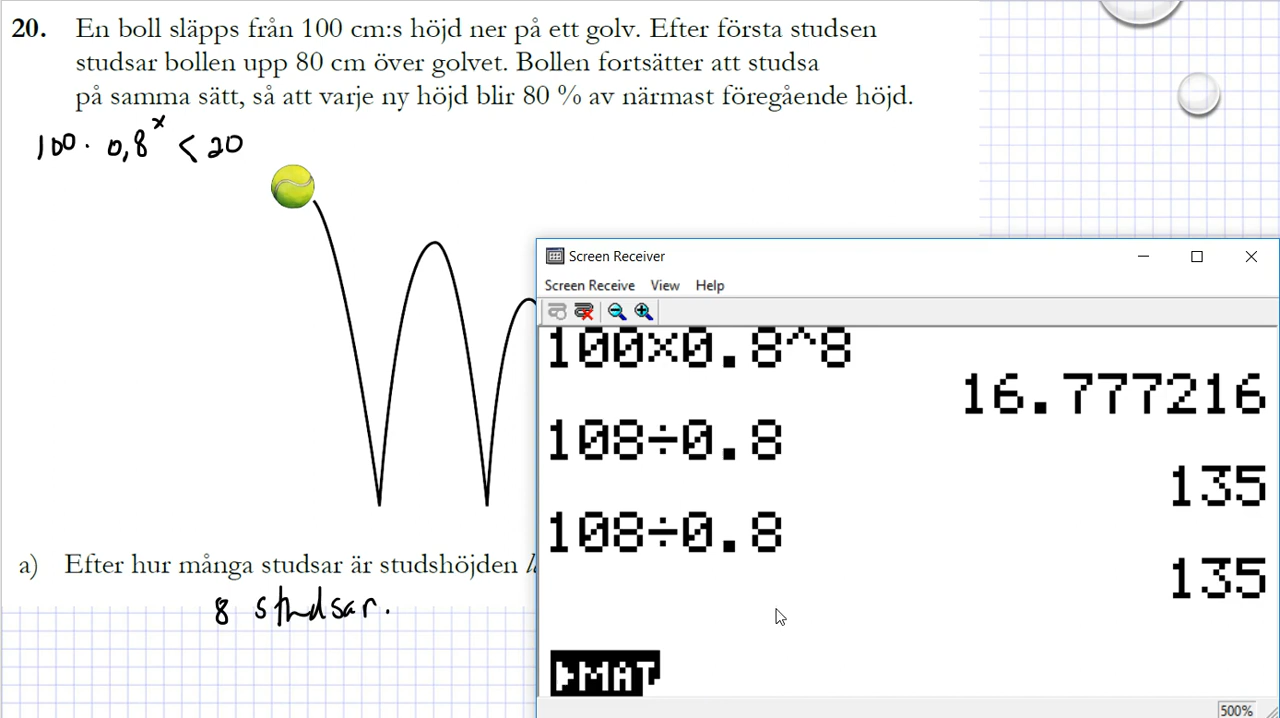 20. En boll släpps från 100 cm:s höjd ner på ett golv. Efter första studsen
studsar bollen upp 80 cm över golvet. Bollen fortsätter att studsa
på samma sätt, så att varje ny höjd blir 80 % av närmast föregående höjd.
100 · 0,8^x < 20
Screen Receiver
Screen Receive View Help
100×0.8^8
16.777216
108÷0.8
135
108÷0.8
135
▶MAT
500%
a) Efter hur många studsar är studshöjden
8 studsar.